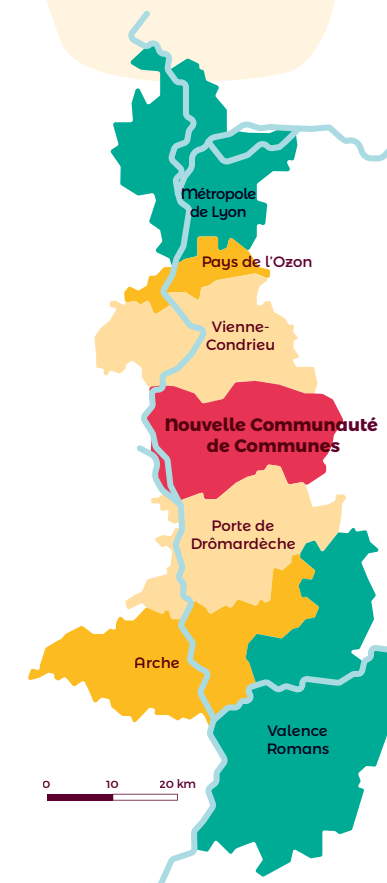 Métropole
de Lyon
Pays de l'Ozon
Vienne-
Condrieu
Nouvelle Communauté
de Communes
Porte de
Drômardèche
Arche
Valence
Romans
0 10 20 km